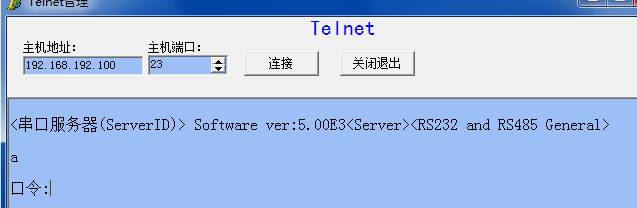 Telnet管理
Telnet
主机地址: 主机端口:
192.168.192.100 23 连接 关闭退出
<串口服务器(ServerID)> Software ver:5.00E3<Server><RS232 and RS485 General>
a
口令: